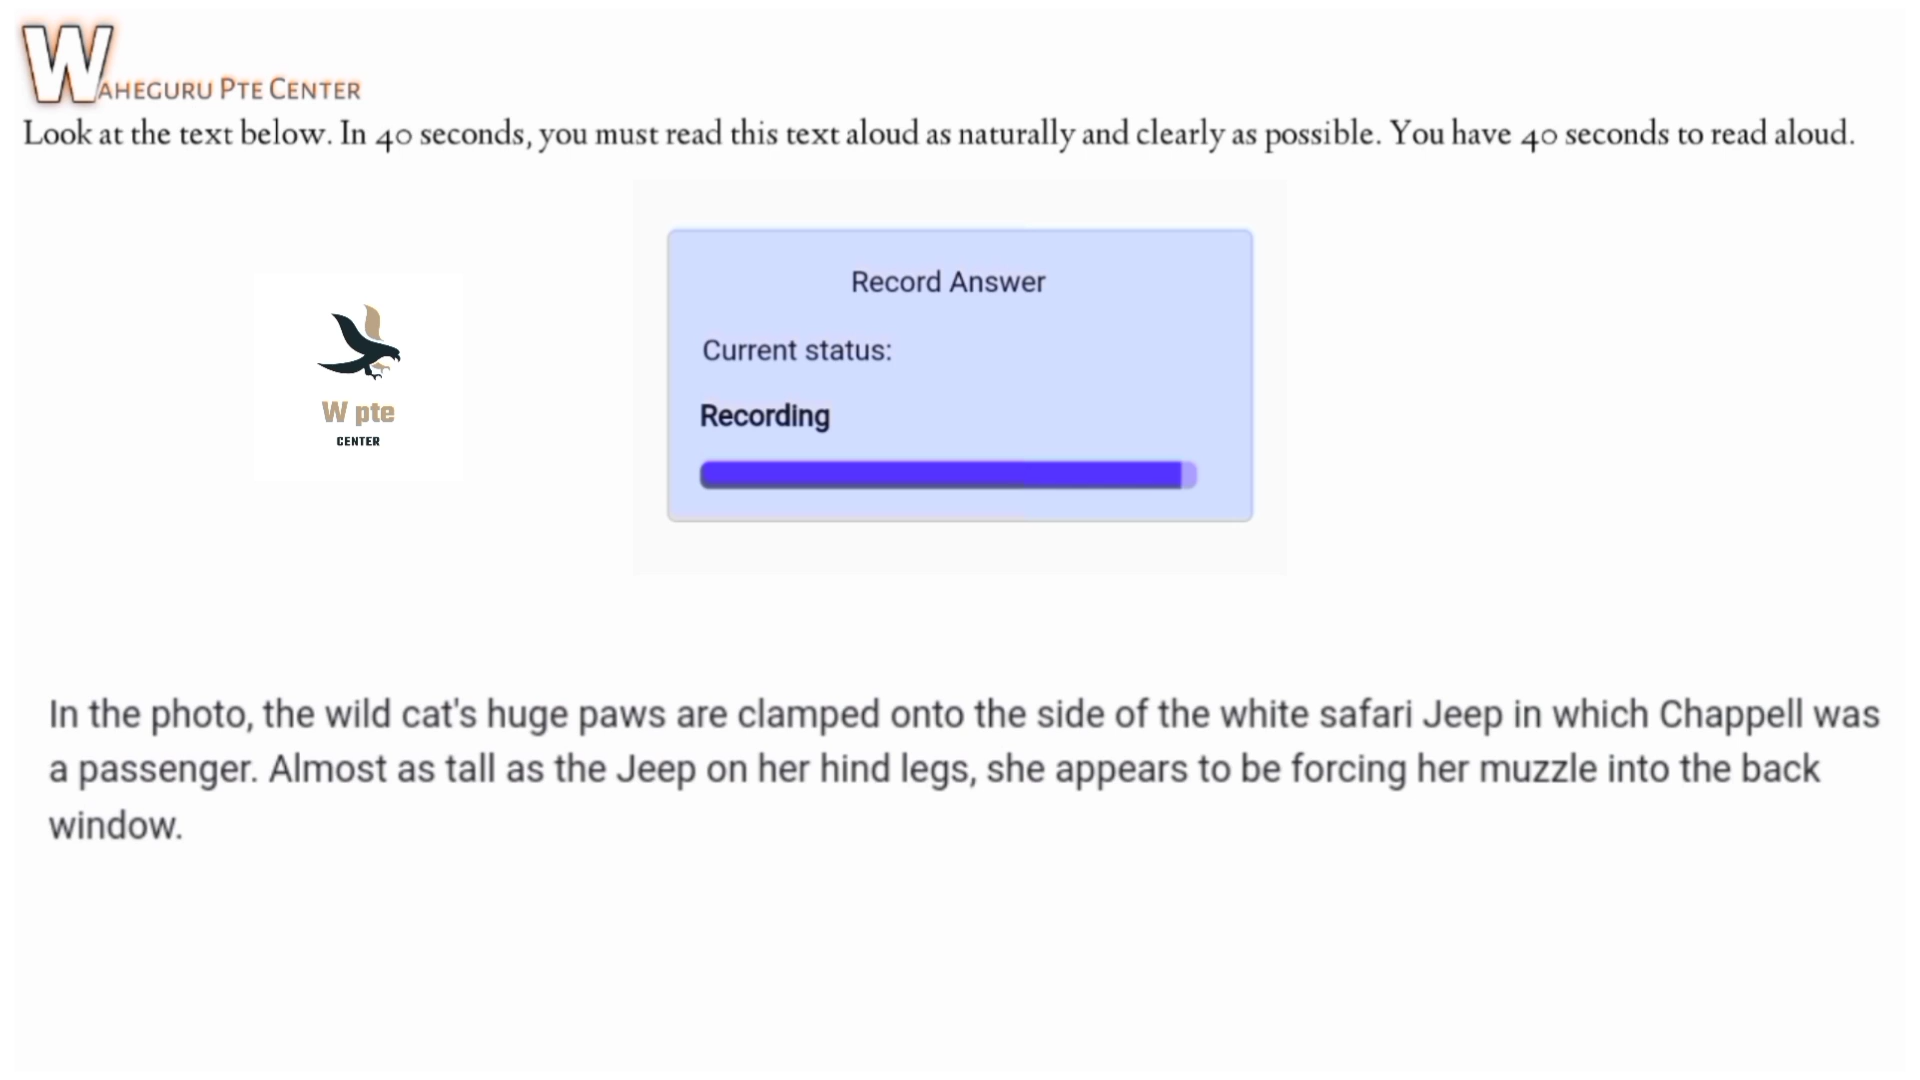 WAHEGURU PTE CENTER
Look at the text below. In 40 seconds, you must read this text aloud as naturally and clearly as possible. You have 40 seconds to read aloud.
Record Answer
Current status:
Recording
W pte
CENTER
In the photo, the wild cat's huge paws are clamped onto the side of the white safari Jeep in which Chappell was
a passenger. Almost as tall as the Jeep on her hind legs, she appears to be forcing her muzzle into the back
window.